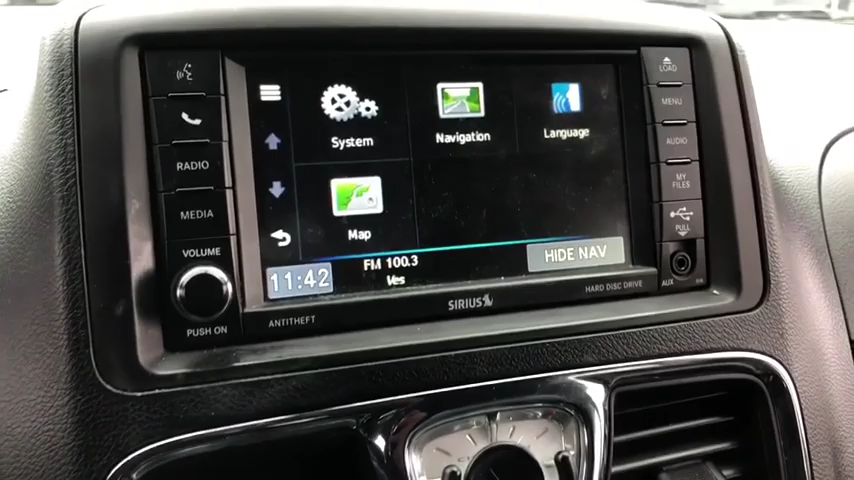 LOAD
MENU
RADIO
AUDIO
MEDIA
MY
FILES
PULL
VOLUME
PUSH ON
AUX
System
Navigation
Language
Map
FM 100.3
Ves
11:42
HIDE NAV
ANTITHEFT
SIRIUS
HARD DISC DRIVE